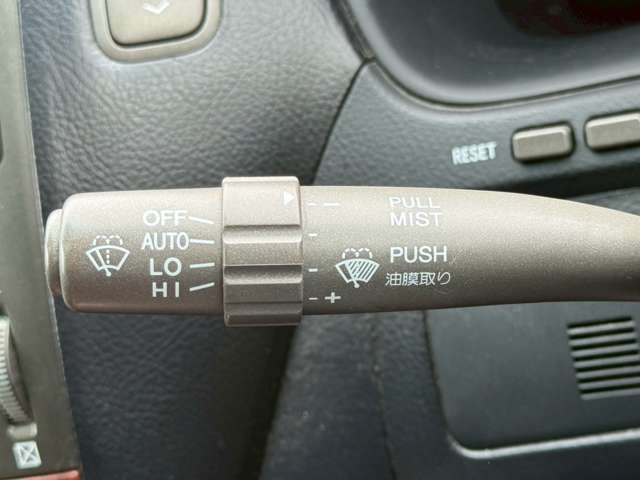 RESET
OFF
AUTO
LO
HI
−
+
PULL
MIST
PUSH
油膜取り